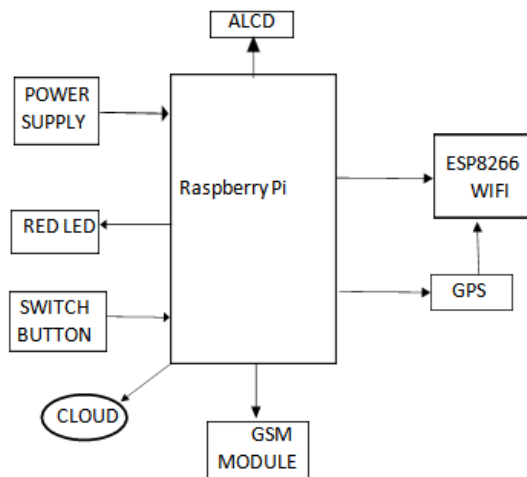 ALCD
POWER
SUPPLY
Raspberry Pi
ESP8266
WIFI
RED LED
GPS
SWITCH
BUTTON
CLOUD
GSM
MODULE